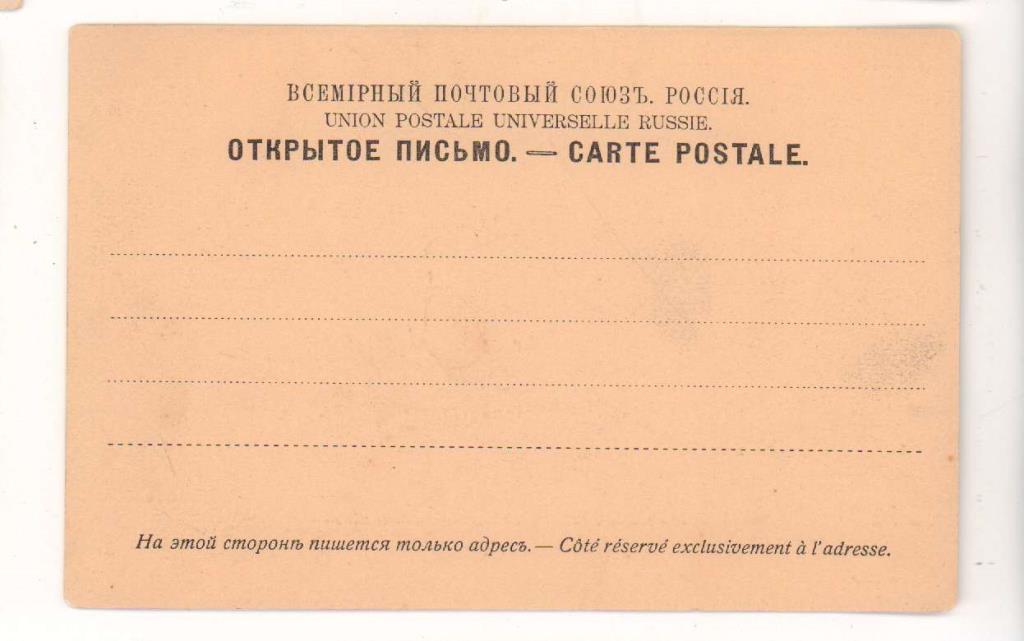 ВСЕМІРНЫЙ ПОЧТОВЫЙ СОЮЗЪ. РОССІЯ.
UNION POSTALE UNIVERSELLE RUSSIE.
ОТКРЫТОЕ ПИСЬМО. — CARTE POSTALE.
На этой сторонѣ пишется только адресъ. — Côté réservé exclusivement à l'adresse.